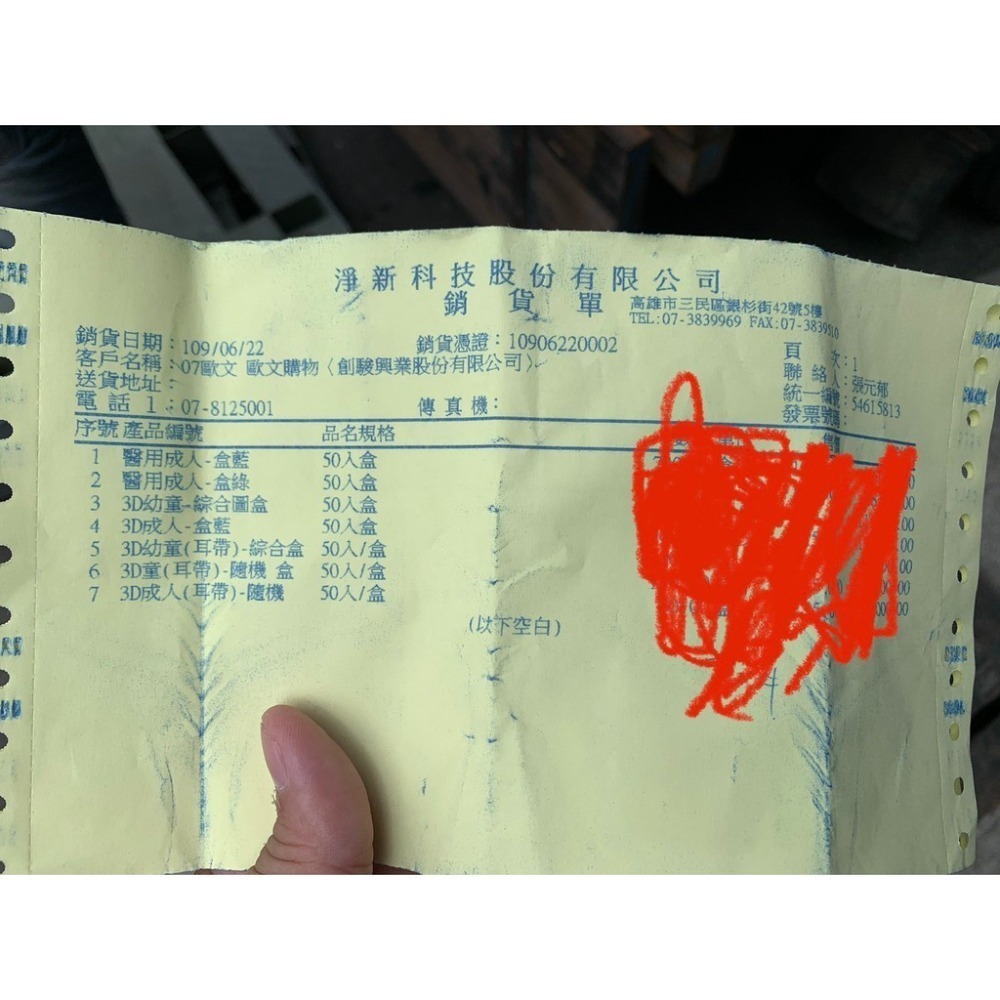 淨新科技股份有限公司
銷貨單
高雄市三民區銀杉街42號5樓
TEL:07-3839969 FAX:07-3839510
銷貨日期：109/06/22 銷貨憑證：10906220002 頁 次：1
客戶名稱：07歐文 歐文購物〈創駿興業股份有限公司〉 聯 絡 人：張元郁
送貨地址： 統一編號：54615813
電 話 1：07-8125001 傳真機： 發票號碼：
序號 產品編號 品名規格
1 醫用成人-盒藍 50入盒
2 醫用成人-盒綠 50入盒
3 3D幼童-綜合圖盒 50入盒
4 3D成人-盒藍 50入盒
5 3D幼童(耳帶)-綜合盒 50入/盒
6 3D童(耳帶)-隨機 盒 50入/盒
7 3D成人(耳帶)-隨機 50入/盒
(以下空白)